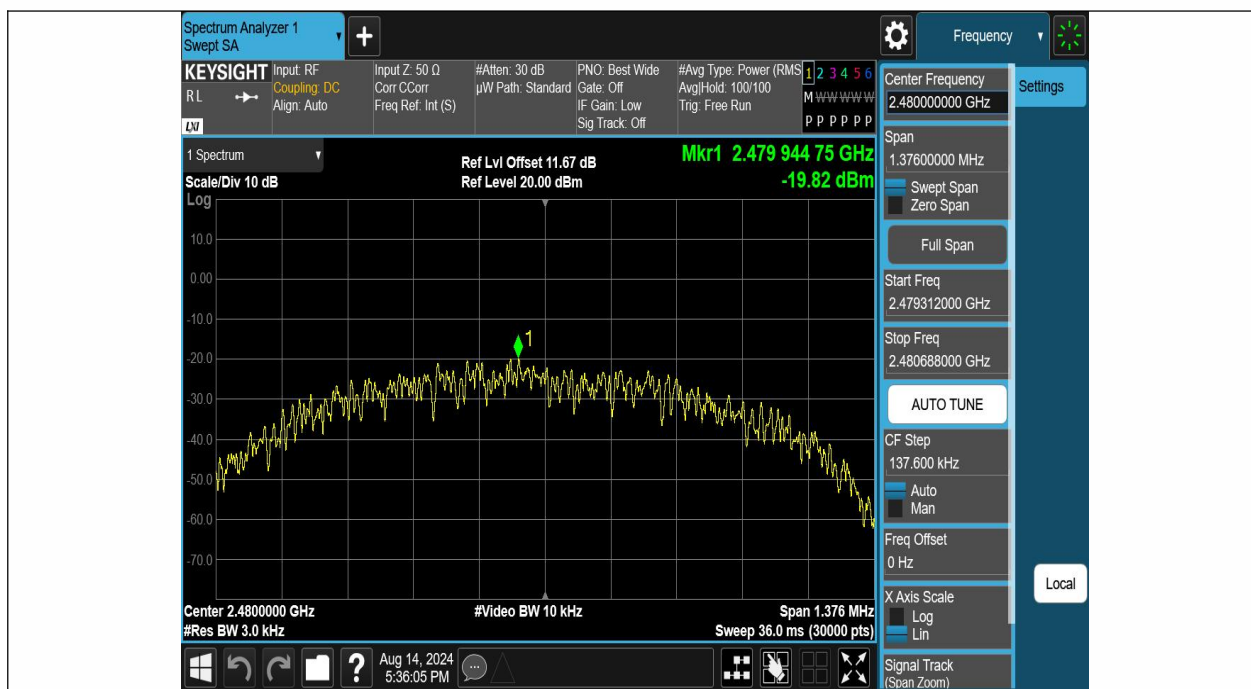 Spectrum Analyzer 1
Swept SA
+
Frequency
KEYSIGHT
RL
LXI
Input: RF
Coupling: DC
Align: Auto
Input Z: 50 Ω
Corr CCorr
Freq Ref: Int (S)
#Atten: 30 dB
µW Path: Standard
PNO: Best Wide
Gate: Off
IF Gain: Low
Sig Track: Off
#Avg Type: Power (RMS
Avg|Hold: 100/100
Trig: Free Run
1 2 3 4 5 6
M W W W W W
P P P P P P
1 Spectrum
Scale/Div 10 dB
Log
Ref Lvl Offset 11.67 dB
Ref Level 20.00 dBm
Mkr1 2.479 944 75 GHz
-19.82 dBm
10.0
0.00
-10.0
-20.0
-30.0
-40.0
-50.0
-60.0
-70.0
1
Center 2.4800000 GHz
#Res BW 3.0 kHz
#Video BW 10 kHz
Span 1.376 MHz
Sweep 36.0 ms (30000 pts)
?
Aug 14, 2024
5:36:05 PM
Center Frequency
2.480000000 GHz
Settings
Span
1.37600000 MHz
Swept Span
Zero Span
Full Span
Start Freq
2.479312000 GHz
Stop Freq
2.480688000 GHz
AUTO TUNE
CF Step
137.600 kHz
Auto
Man
Freq Offset
0 Hz
X Axis Scale
Log
Lin
Local
Signal Track
(Span Zoom)